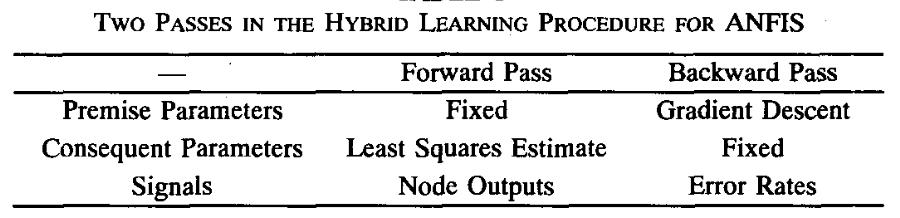 TWO PASSES IN THE HYBRID LEARNING PROCEDURE FOR ANFIS
— Forward Pass Backward Pass
Premise Parameters Fixed Gradient Descent
Consequent Parameters Least Squares Estimate Fixed
Signals Node Outputs Error Rates